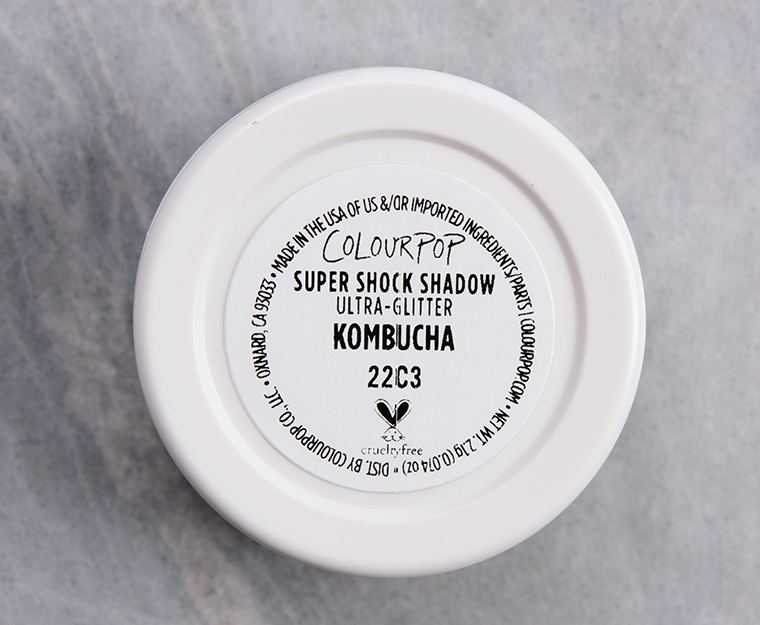 COLOURPOP
SUPER SHOCK SHADOW
ULTRA-GLITTER
KOMBUCHA
22C3
crueltyfree
MADE IN THE USA OF US &/OR IMPORTED INGREDIENTS/PARTS | COLOURPOP.COM • NET WT. 2.1g (0.074 oz) • DIST. BY COLOURPOP CO., LLC. • OXNARD, CA 93033 •